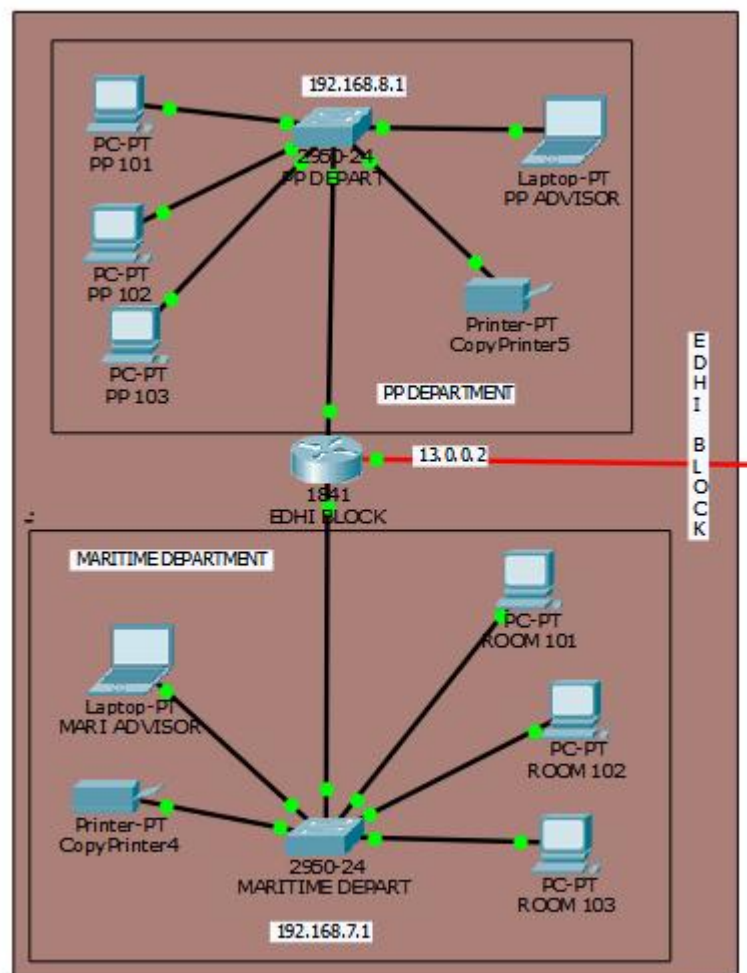 192.168.8.1
PC-PT
PP 101
2950-24
PP DEPART
Laptop-PT
PP ADVISOR
PC-PT
PP 102
Printer-PT
CopyPrinter5
PC-PT
PP 103
PP DEPARTMENT
EDHI BLOCK
13.0.0.2
1841
EDHI BLOCK
MARITIME DEPARTMENT
PC-PT
ROOM 101
Laptop-PT
MARI ADVISOR
PC-PT
ROOM 102
Printer-PT
CopyPrinter4
2950-24
MARITIME DEPART
PC-PT
ROOM 103
192.168.7.1